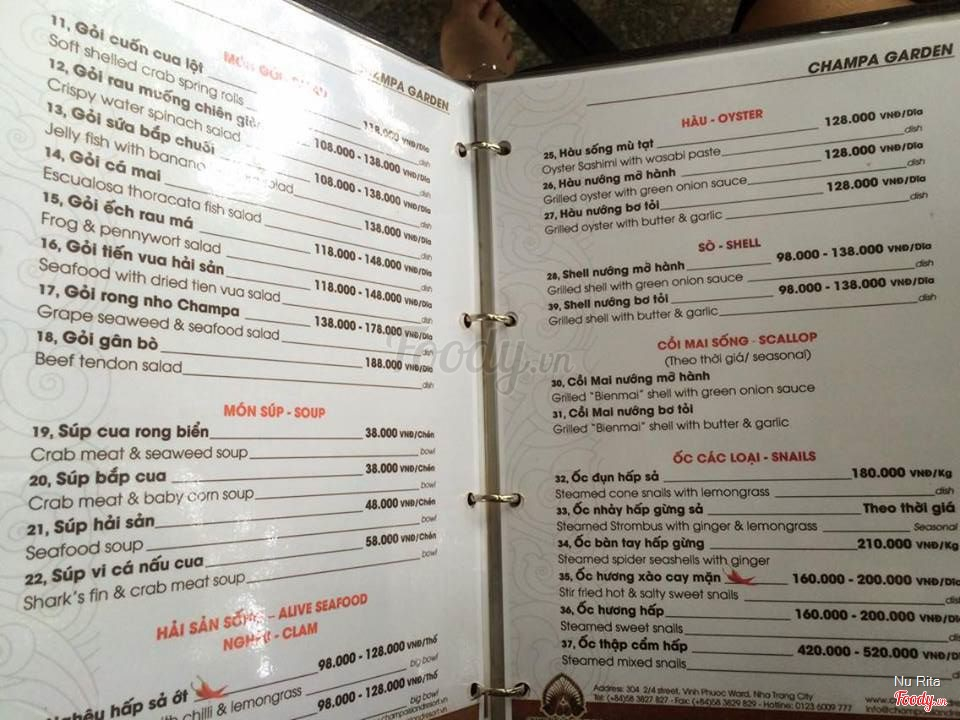 CHAMPA GARDEN
MÓN GỎI
11, Gỏi cuốn cua lột
118.000 VNĐ/Dĩa
Soft shelled crab spring rolls
dish
12, Gỏi rau muống chiên
108.000 - 138.000 VNĐ/Dĩa
Crispy water spinach salad
dish
13, Gỏi sứa bắp chuối
108.000 - 138.000 VNĐ/Dĩa
Jelly fish with banana salad
dish
14, Gỏi cá mai
138.000 VNĐ/Dĩa
Escualosa thoracata fish salad
dish
15, Gỏi ếch rau má
118.000 - 148.000 VNĐ/Dĩa
Frog & pennywort salad
dish
16, Gỏi tiến vua hải sản
118.000 - 148.000 VNĐ/Dĩa
Seafood with dried tien vua salad
dish
17, Gỏi rong nho Champa
138.000 - 178.000 VNĐ/Dĩa
Grape seaweed & seafood salad
dish
18, Gỏi gân bò
188.000 VNĐ/Dĩa
Beef tendon salad
dish
MÓN SÚP - SOUP
19, Súp cua rong biển 38.000 VNĐ/Chén
Crab meat & seaweed soup bowl
20, Súp bắp cua 38.000 VNĐ/Chén
Crab meat & baby corn soup bowl
21, Súp hải sản 48.000 VNĐ/Chén
Seafood soup bowl
22, Súp vi cá nấu cua 58.000 VNĐ/Chén
Shark's fin & crab meat soup bowl
HẢI SẢN SỐNG - ALIVE SEAFOOD
NGHÊU - CLAM
98.000 - 128.000 VNĐ/Thố
Nghêu hấp sả ớt
big bowl
with chilli & lemongrass
98.000 - 128.000 VNĐ/Thố
big bowl
CHAMPA GARDEN
HÀU - OYSTER
25, Hàu sống mù tạt 128.000 VNĐ/Dĩa
Oyster Sashimi with wasabi paste dish
26, Hàu nướng mỡ hành 128.000 VNĐ/Dĩa
Grilled oyster with green onion sauce dish
27, Hàu nướng bơ tỏi 128.000 VNĐ/Dĩa
Grilled oyster with butter & garlic dish
SÒ - SHELL
28, Shell nướng mỡ hành 98.000 - 138.000 VNĐ/Dĩa
Grilled shell with green onion sauce dish
39, Shell nướng bơ tỏi 98.000 - 138.000 VNĐ/Dĩa
Grilled shell with butter & garlic dish
CỒI MAI SỐNG - SCALLOP
(Theo thời giá/ seasonal)
30, Cồi Mai nướng mỡ hành
Grilled "Bienmai" shell with green onion sauce
31, Cồi Mai nướng bơ tỏi
Grilled "Bienmai" shell with butter & garlic
ỐC CÁC LOẠI - SNAILS
32, Ốc đụn hấp sả 180.000 VNĐ/Kg
Steamed cone snails with lemongrass dish
33, Ốc nhảy hấp gừng sả Theo thời giá
Steamed Strombus with ginger & lemongrass Seasonal
34, Ốc bàn tay hấp gừng 210.000 VNĐ/Kg
Steamed spider seashells with ginger
35, Ốc hương xào cay mặn 160.000 - 200.000 VNĐ/Dĩa
Stir fried hot & salty sweet snails
36, Ốc hương hấp 160.000 - 200.000 VNĐ/Dĩa
Steamed sweet snails
37, Ốc thập cẩm hấp 420.000 - 520.000 VNĐ/Dĩa
Steamed mixed snails
Address: 304 2/4 street, Vinh Phuoc Ward, Nha Trang City
Tel: (+84)58 3827 827 - Fax: (+84)58 3829 829 - Hotline: 0123 6009 777
Foody.vn
Nu Rita
Foody.vn